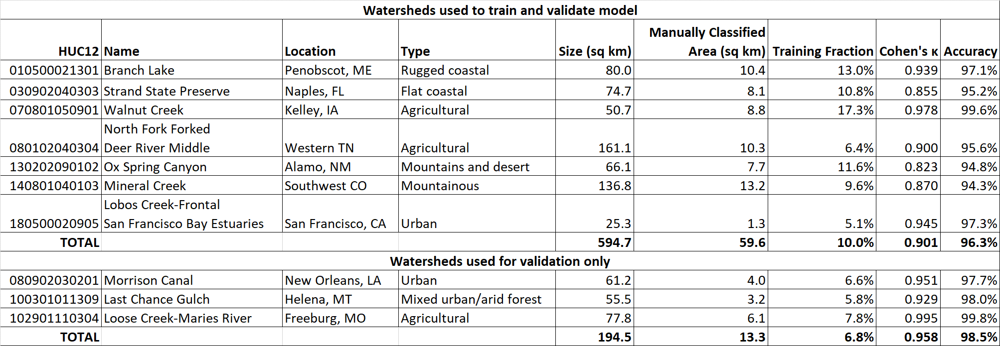 Watersheds used to train and validate model
Manually Classified
HUC12 Name Location Type Size (sq km) Area (sq km) Training Fraction Cohen's κ Accuracy
010500021301 Branch Lake Penobscot, ME Rugged coastal 80.0 10.4 13.0% 0.939 97.1%
030902040303 Strand State Preserve Naples, FL Flat coastal 74.7 8.1 10.8% 0.855 95.2%
070801050901 Walnut Creek Kelley, IA Agricultural 50.7 8.8 17.3% 0.978 99.6%
North Fork Forked
080102040304 Deer River Middle Western TN Agricultural 161.1 10.3 6.4% 0.900 95.6%
130202090102 Ox Spring Canyon Alamo, NM Mountains and desert 66.1 7.7 11.6% 0.823 94.8%
140801040103 Mineral Creek Southwest CO Mountainous 136.8 13.2 9.6% 0.870 94.3%
Lobos Creek-Frontal
180500020905 San Francisco Bay Estuaries San Francisco, CA Urban 25.3 1.3 5.1% 0.945 97.3%
TOTAL 594.7 59.6 10.0% 0.901 96.3%
Watersheds used for validation only
080902030201 Morrison Canal New Orleans, LA Urban 61.2 4.0 6.6% 0.951 97.7%
100301011309 Last Chance Gulch Helena, MT Mixed urban/arid forest 55.5 3.2 5.8% 0.929 98.0%
102901110304 Loose Creek-Maries River Freeburg, MO Agricultural 77.8 6.1 7.8% 0.995 99.8%
TOTAL 194.5 13.3 6.8% 0.958 98.5%